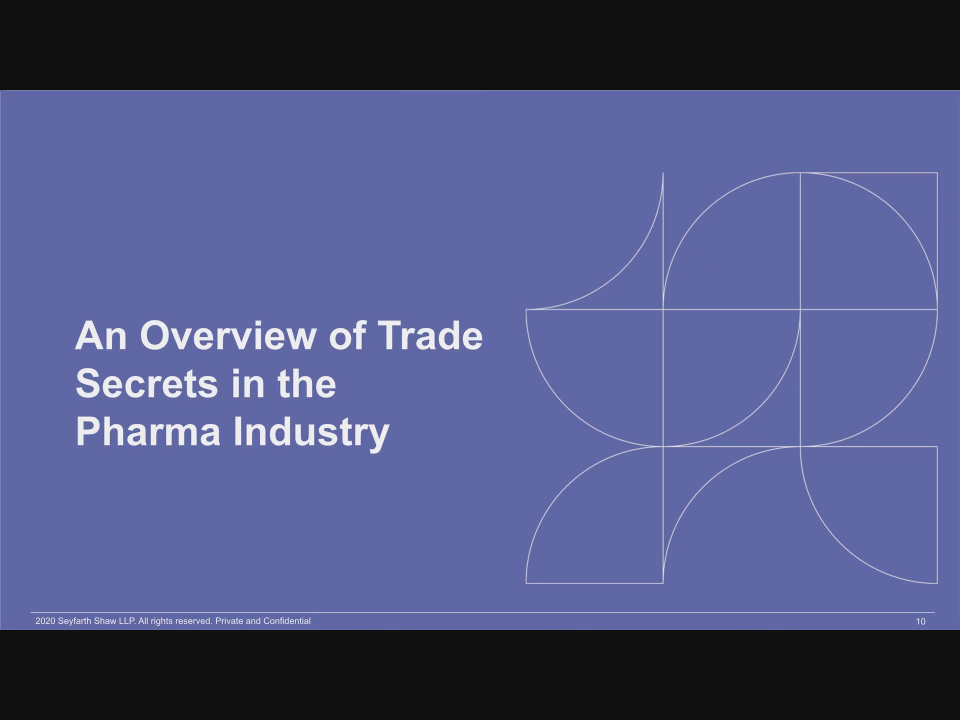 An Overview of Trade
Secrets in the
Pharma Industry
2020 Seyfarth Shaw LLP. All rights reserved. Private and Confidential
10